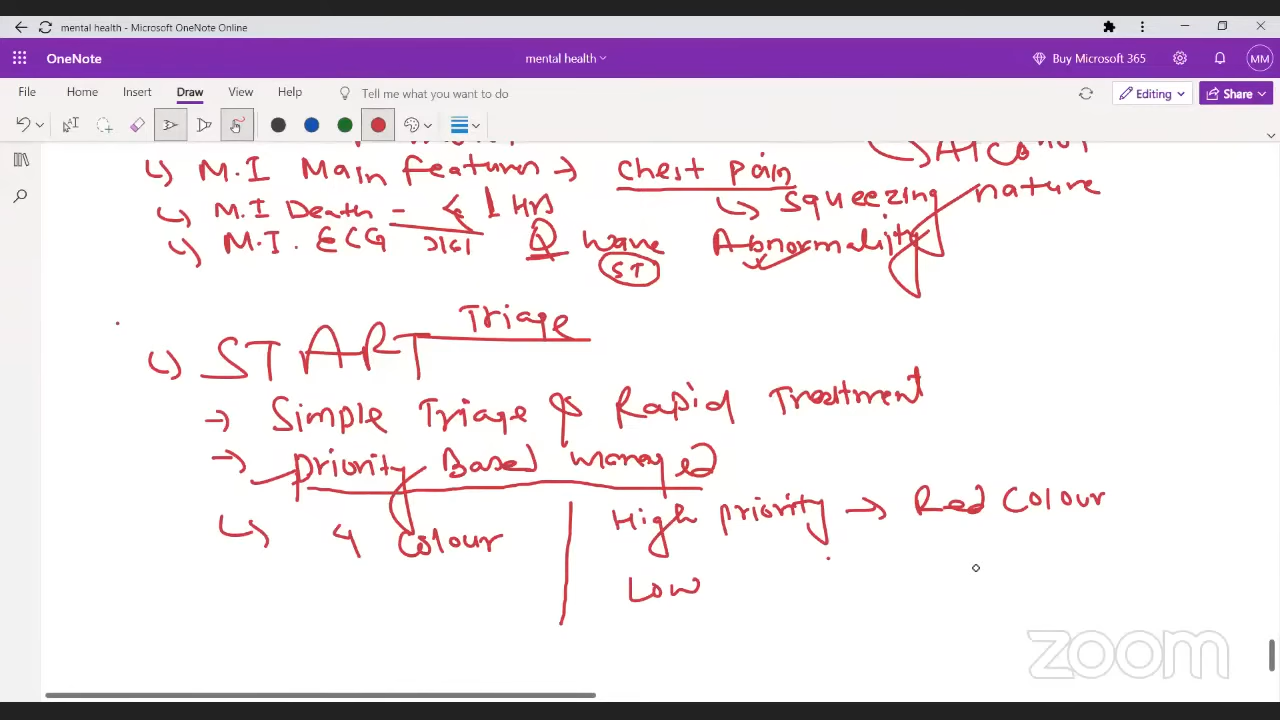 mental health - Microsoft OneNote Online
OneNote
mental health
Buy Microsoft 365
MM
File Home Insert Draw View Help Tell me what you want to do
Editing
Share
↳ M.I Main Features → Chest pain
↳ Squeezing nature
↳ M.I Death - < 1 Hrs
↳ M.I. ECG Q wave Abnormality
ST
↳ START Triage
→ Simple Triage & Rapid Treatment
→ Priority Based managed
↳ 4 Colour
High priority → Red Colour
Low
zoom